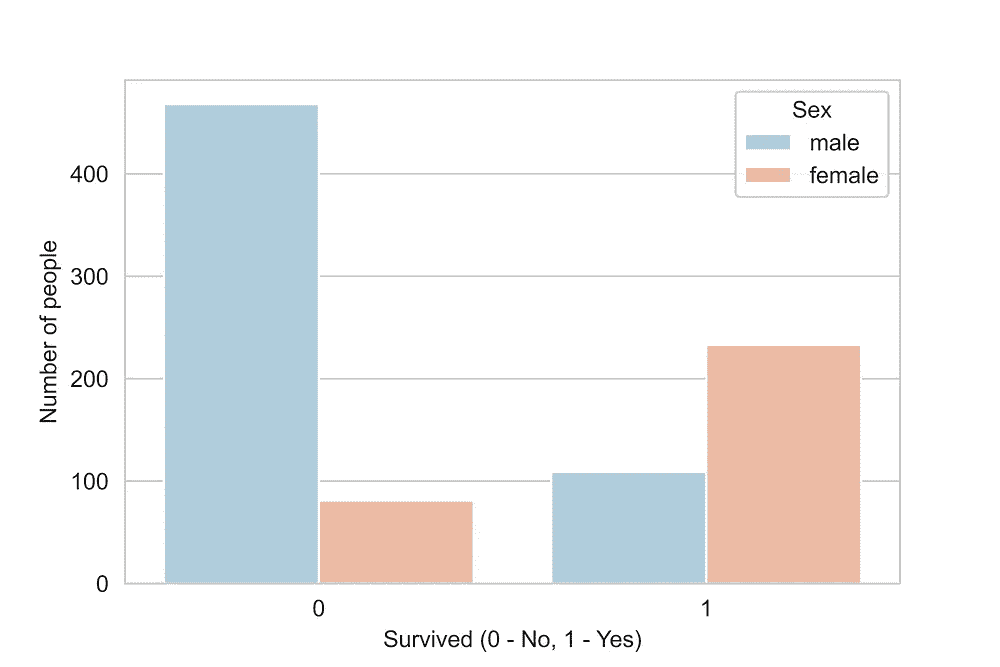 Sex
male
female
400
300
200
100
0
Number of people
0
1
Survived (0 - No, 1 - Yes)